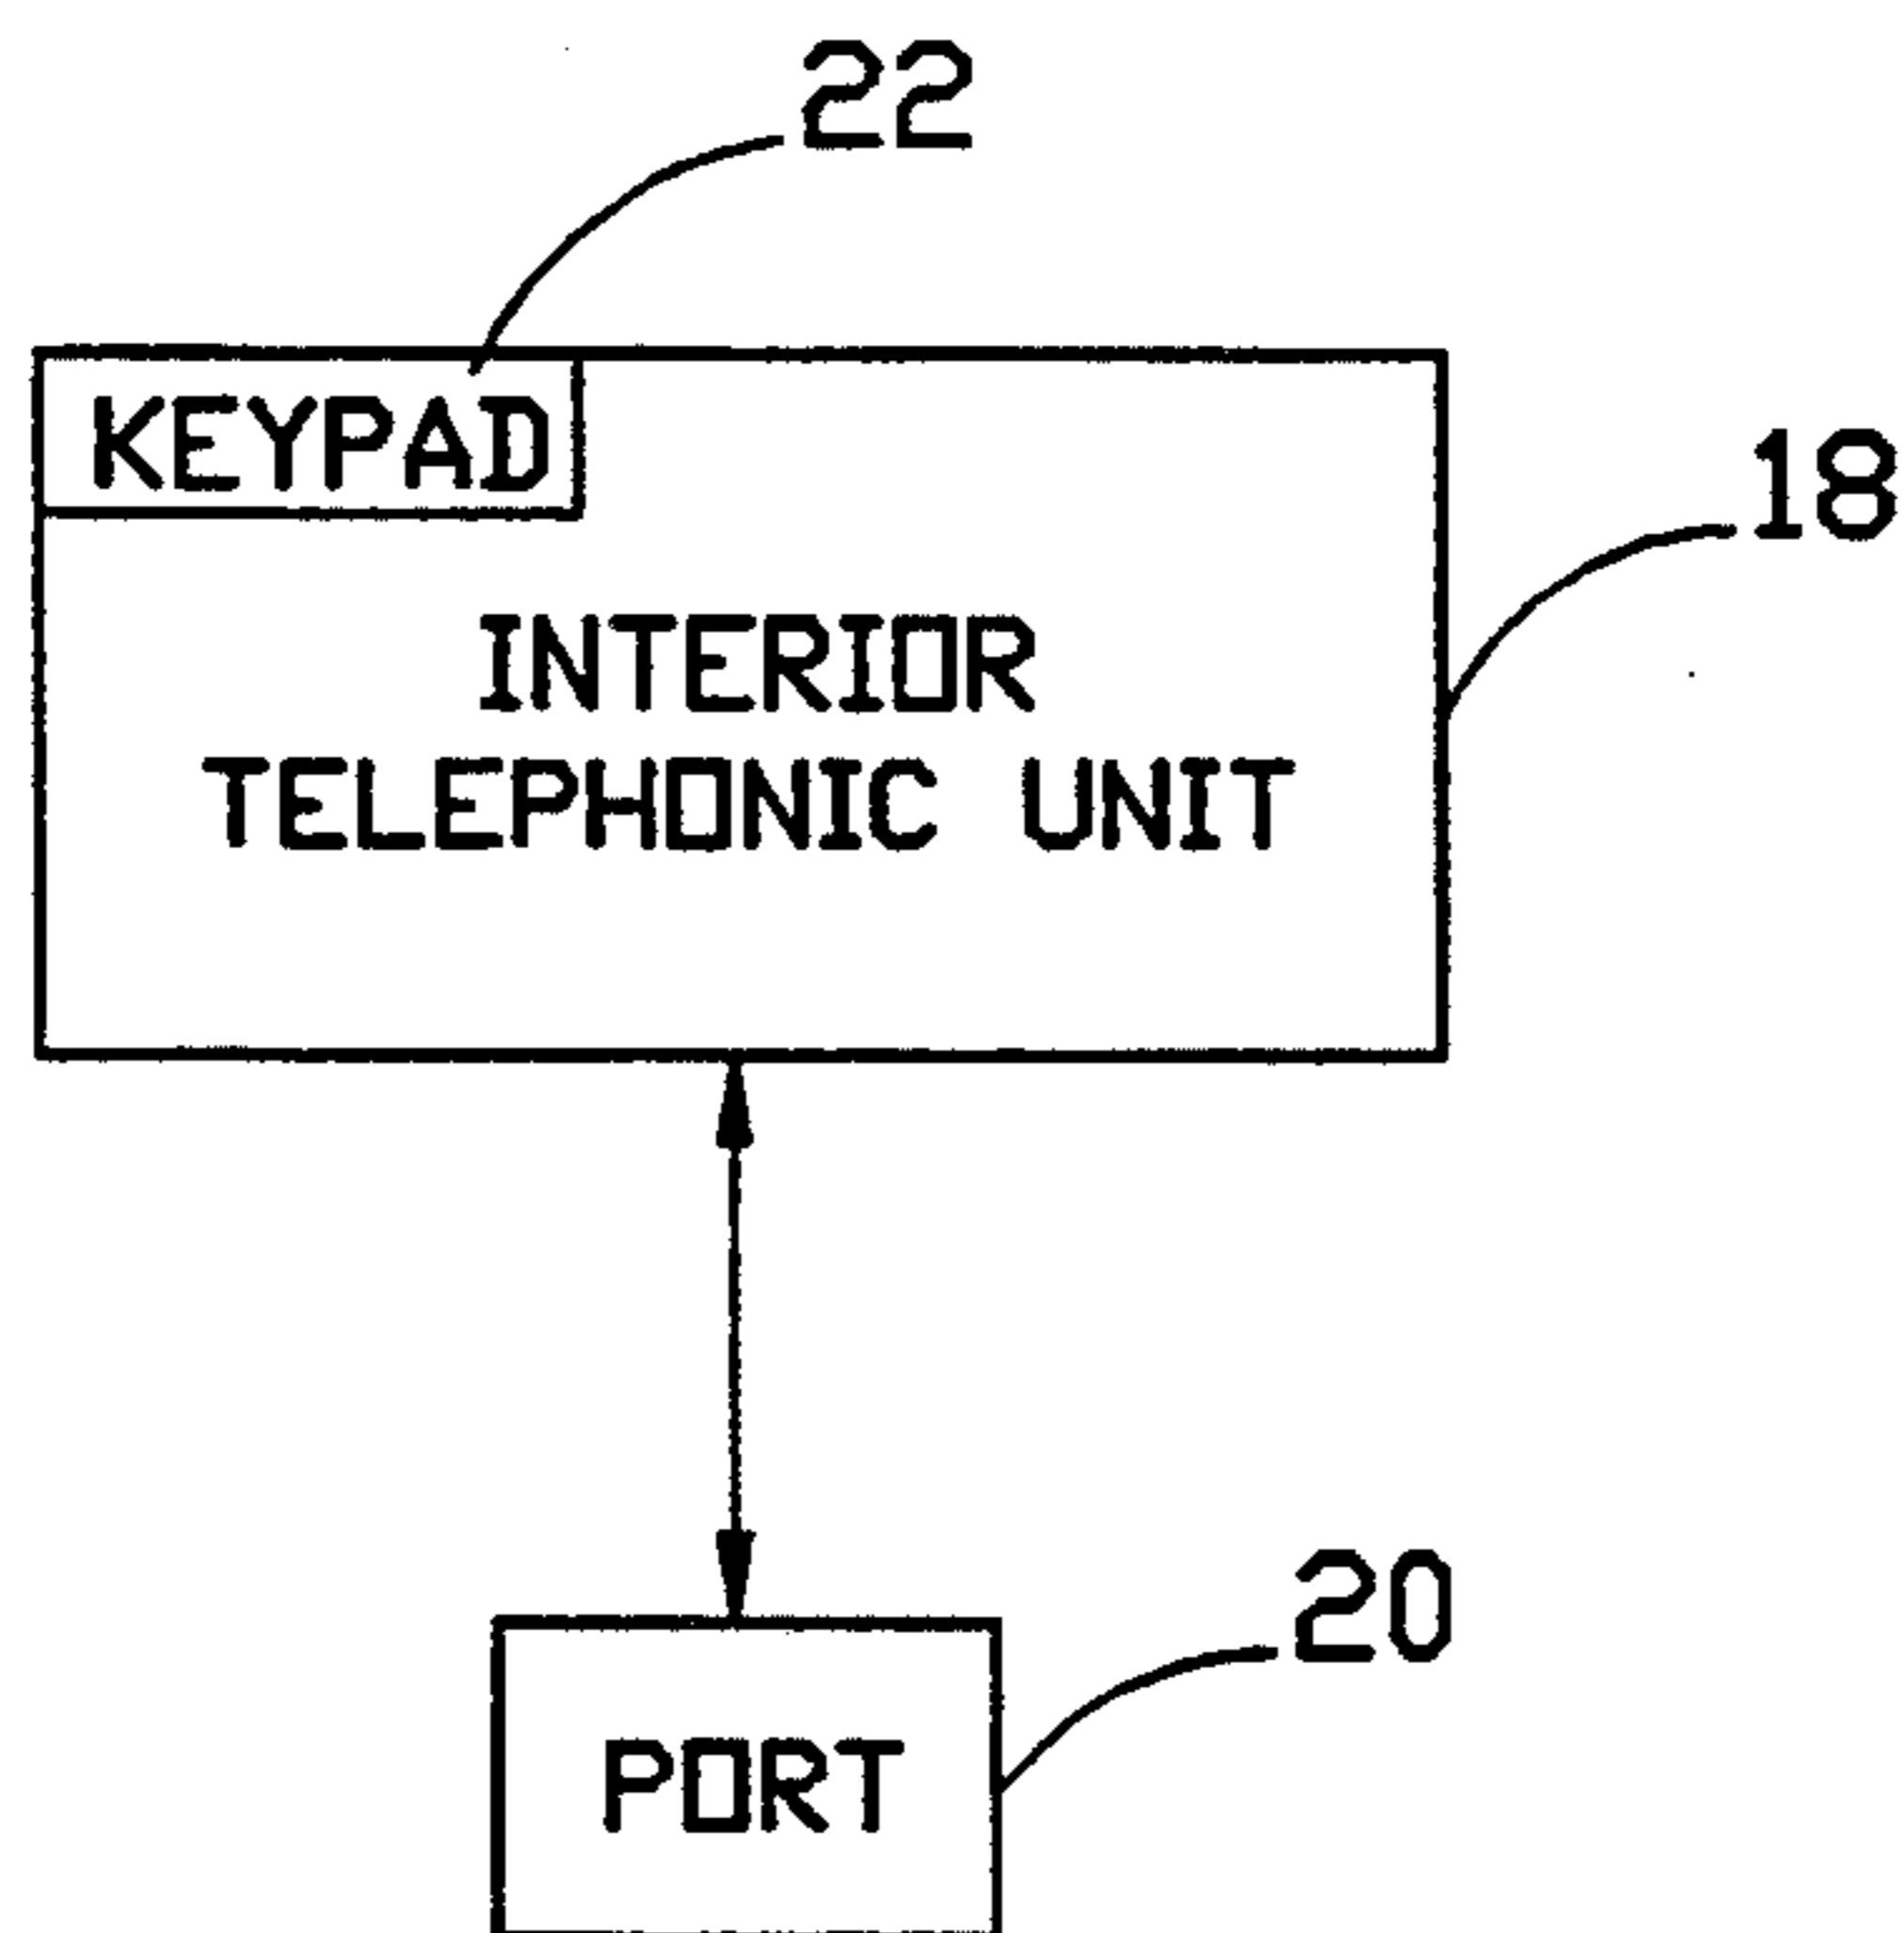 22
KEYPAD
18
INTERIOR
TELEPHONIC UNIT
20
PORT